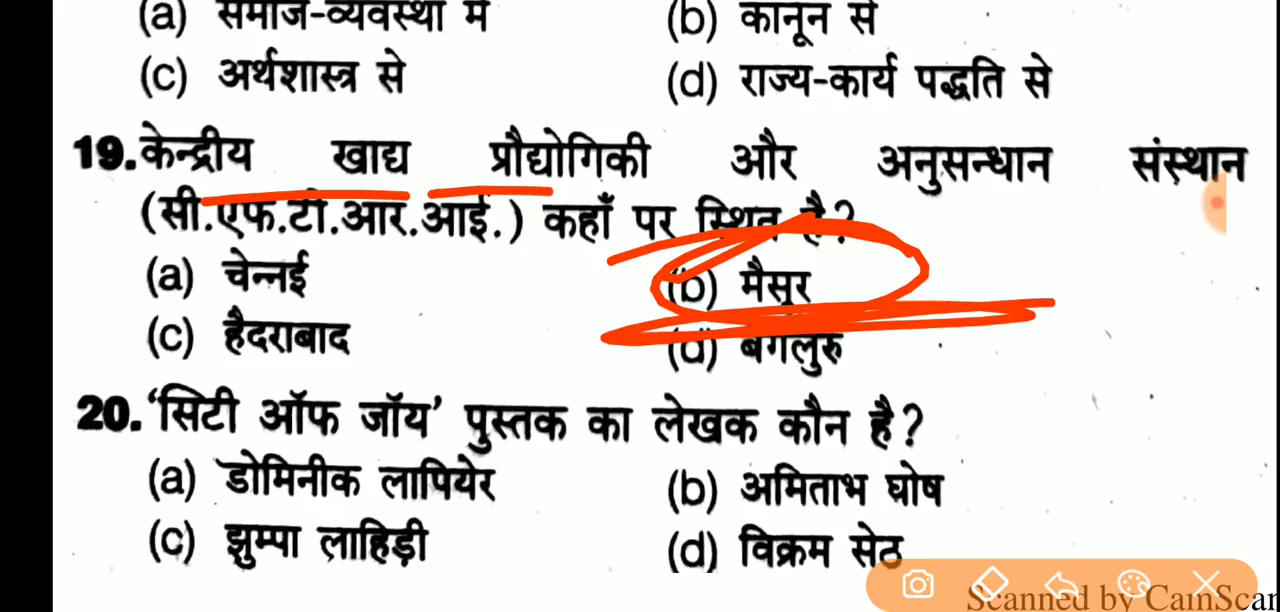 (a) समाज-व्यवस्था में (b) कानून से
(c) अर्थशास्त्र से (d) राज्य-कार्य पद्धति से
19. केन्द्रीय खाद्य प्रौद्योगिकी और अनुसन्धान संस्थान
(सी.एफ.टी.आर.आई.) कहाँ पर स्थित है?
(a) चेन्नई (b) मैसूर
(c) हैदराबाद (d) बंगलुरु
20. ‘सिटी ऑफ जॉय’ पुस्तक का लेखक कौन है?
(a) डोमिनीक लापियेर (b) अमिताभ घोष
(c) झुम्पा लाहिड़ी (d) विक्रम सेठ
Scanned by CamScan